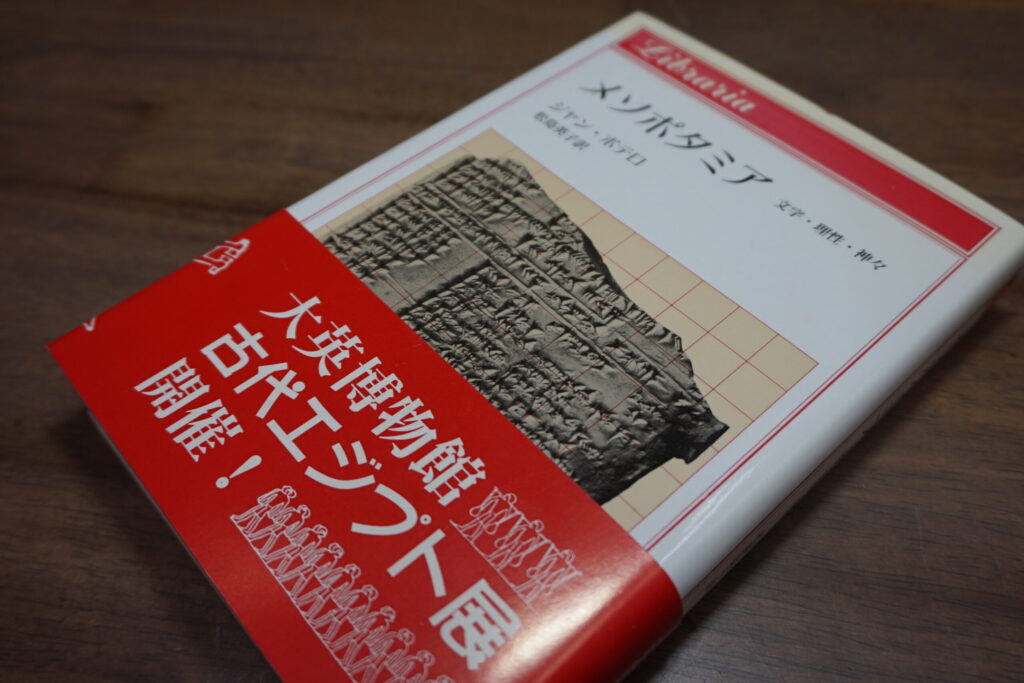 Libraria
メソポタミア 文字・理性・神々
ジャン・ボテロ
松島英子訳
大英博物館
古代エジプト展
開催！